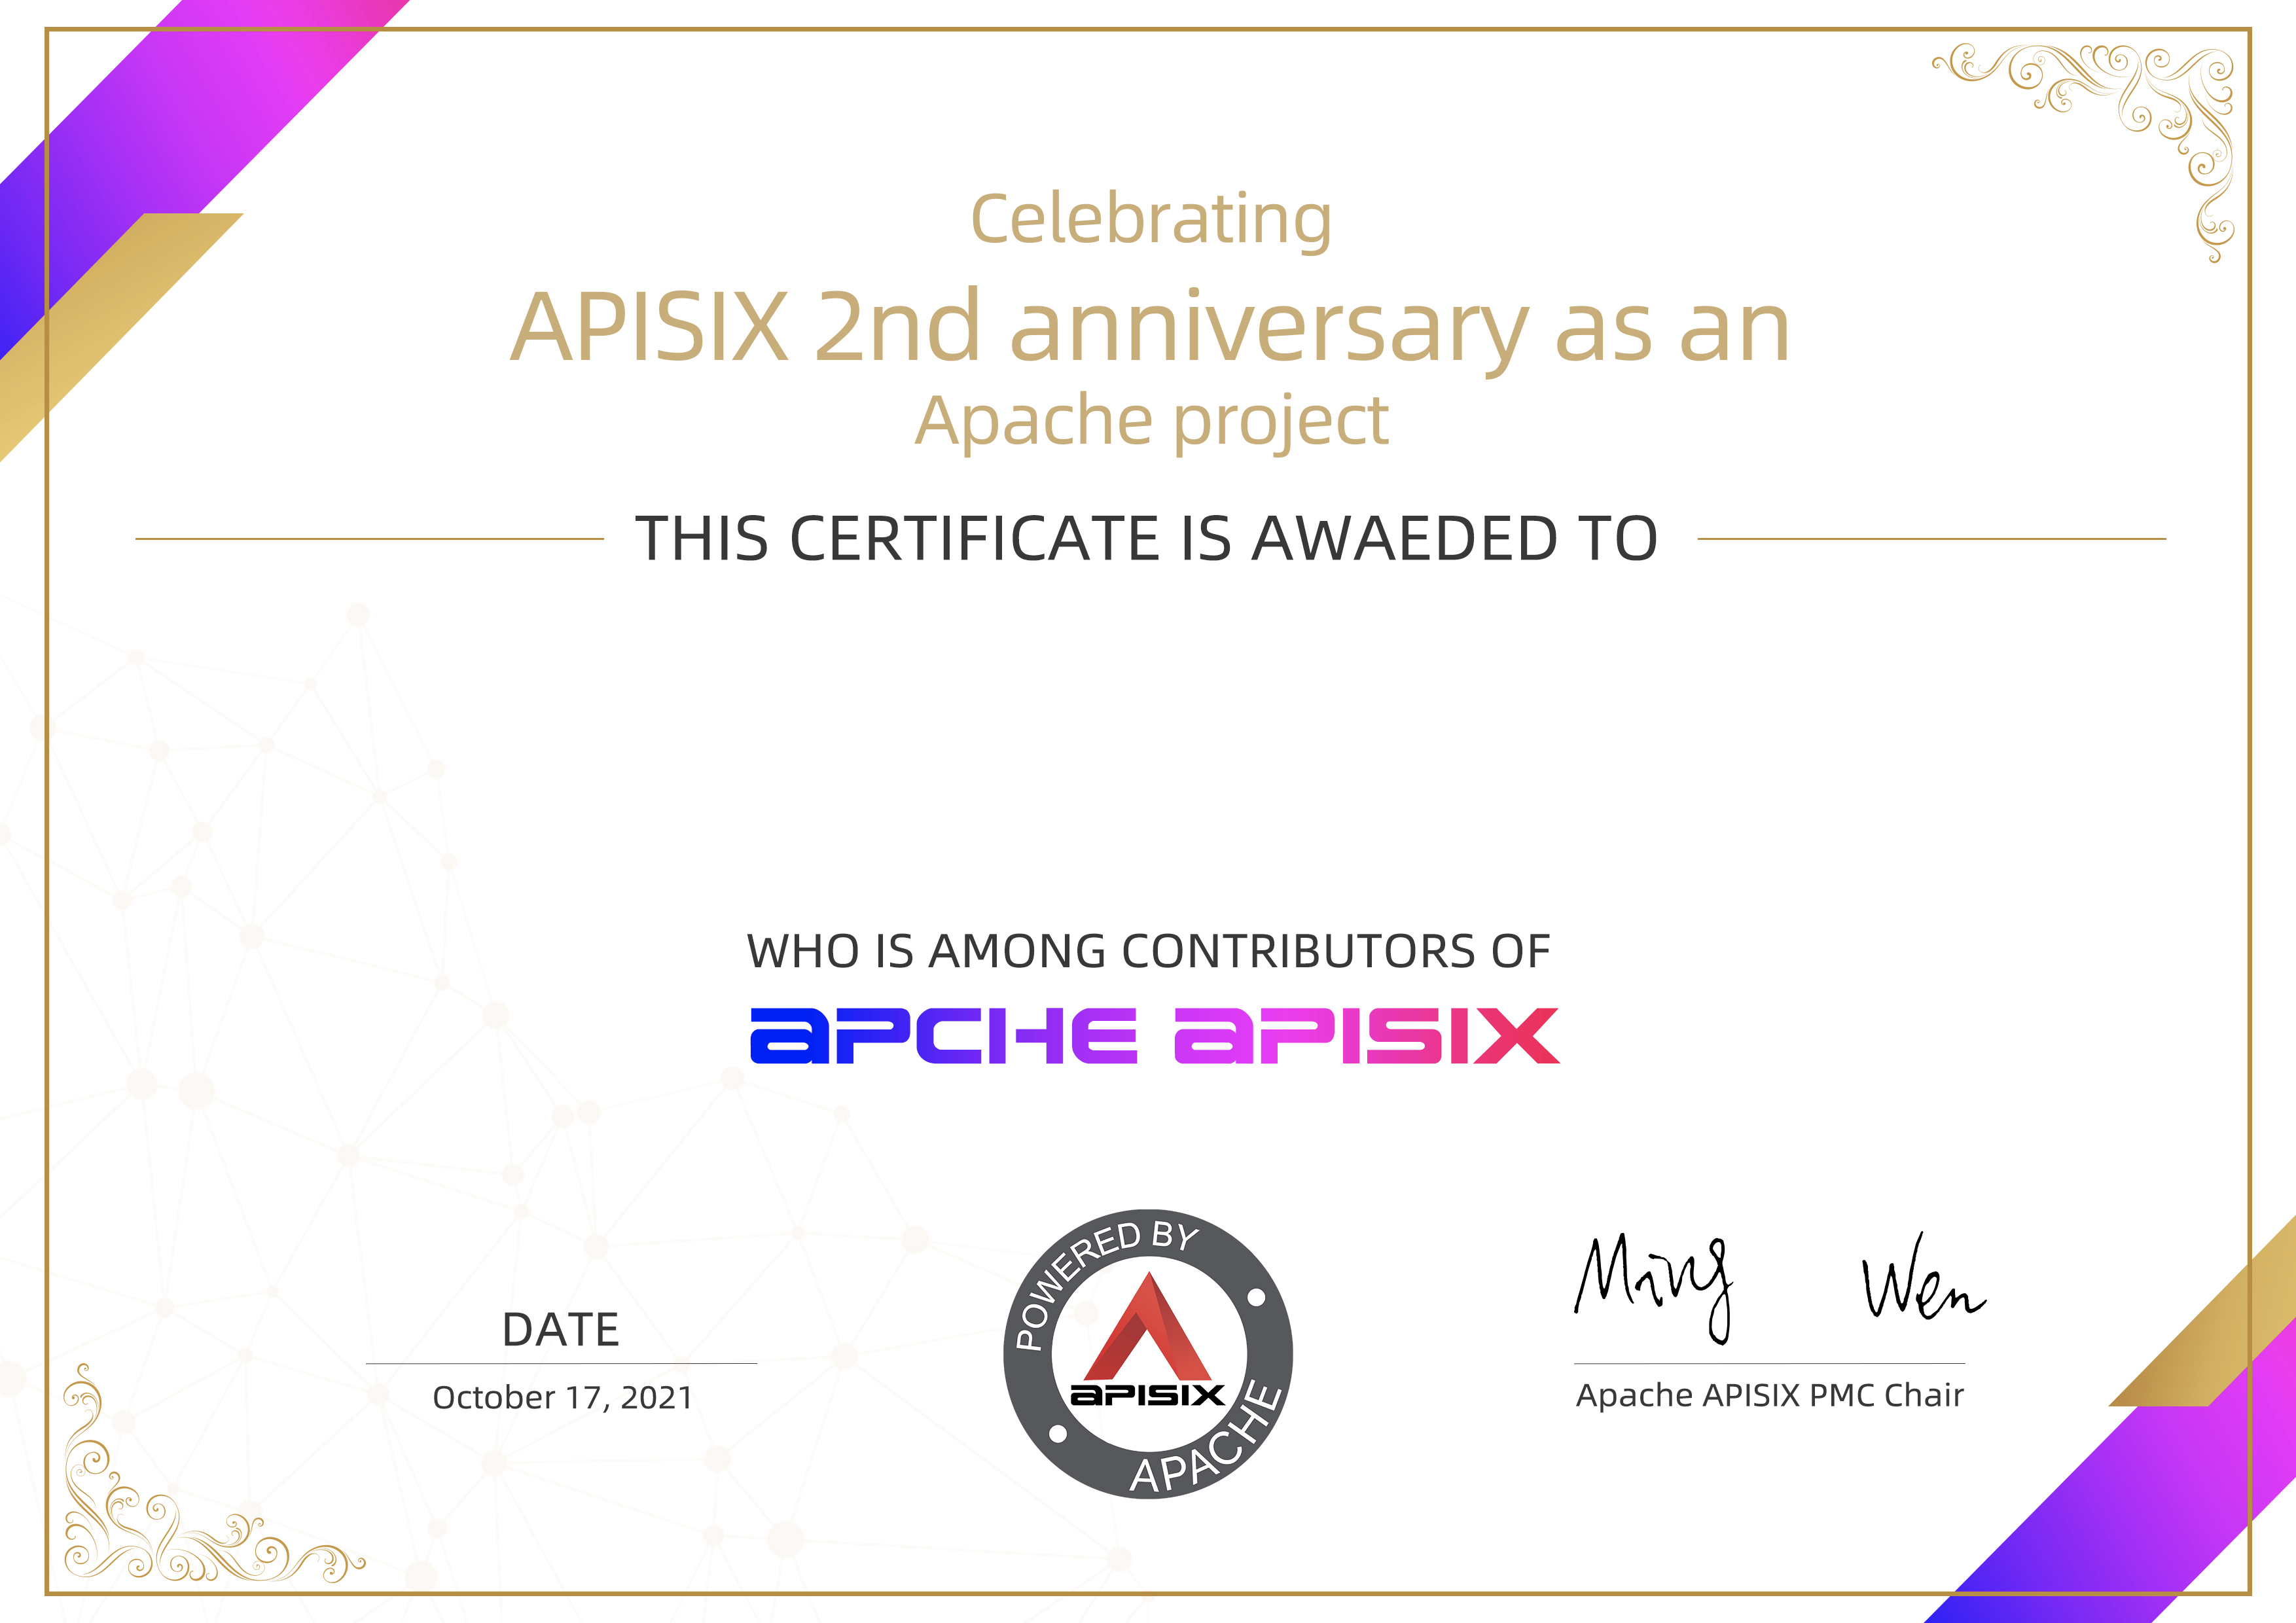 Celebrating
APISIX 2nd anniversary as an
Apache project
THIS CERTIFICATE IS AWAEDED TO
WHO IS AMONG CONTRIBUTORS OF
APCHE APISIX
DATE
October 17, 2021
POWERED BY
APISIX
APACHE
Ming Wen
Apache APISIX PMC Chair